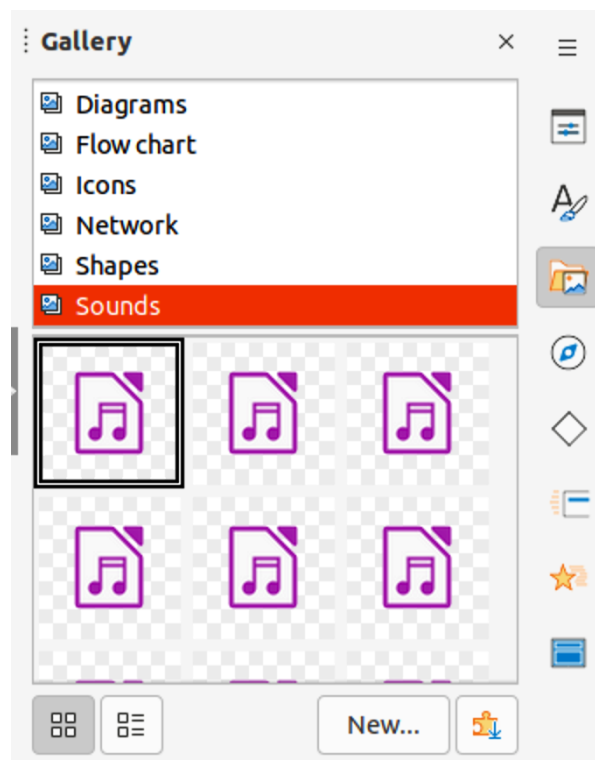 Gallery
Diagrams
Flow chart
Icons
Network
Shapes
Sounds
New...